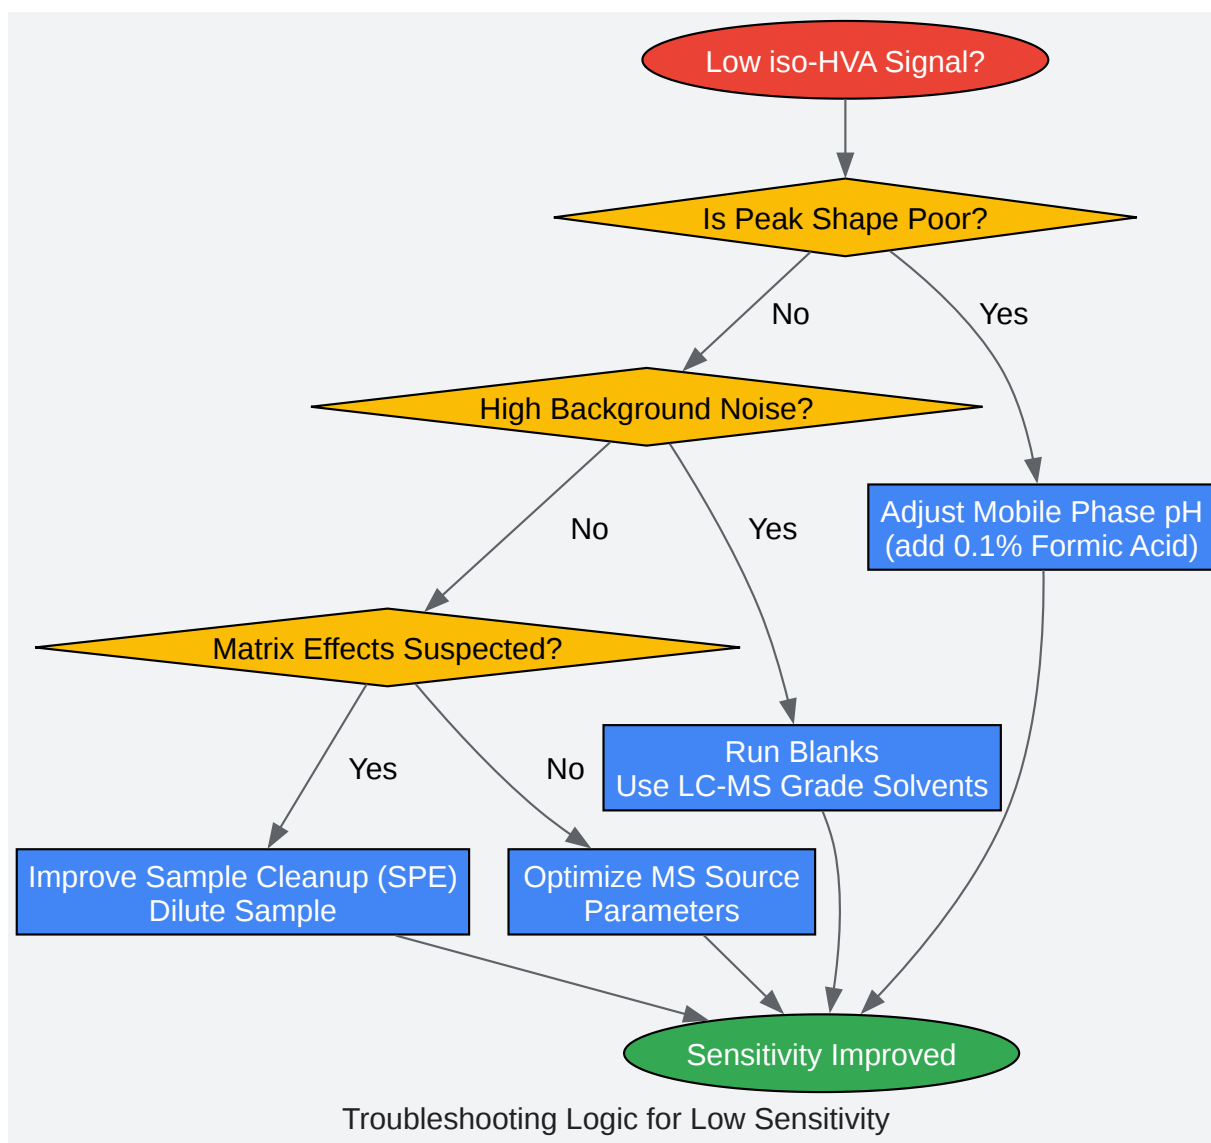 Low iso-HVA Signal?
Is Peak Shape Poor?
No
Yes
High Background Noise?
Adjust Mobile Phase pH
(add 0.1% Formic Acid)
No
Yes
Matrix Effects Suspected?
Run Blanks
Use LC-MS Grade Solvents
Yes
No
Improve Sample Cleanup (SPE)
Dilute Sample
Optimize MS Source
Parameters
Sensitivity Improved
Troubleshooting Logic for Low Sensitivity